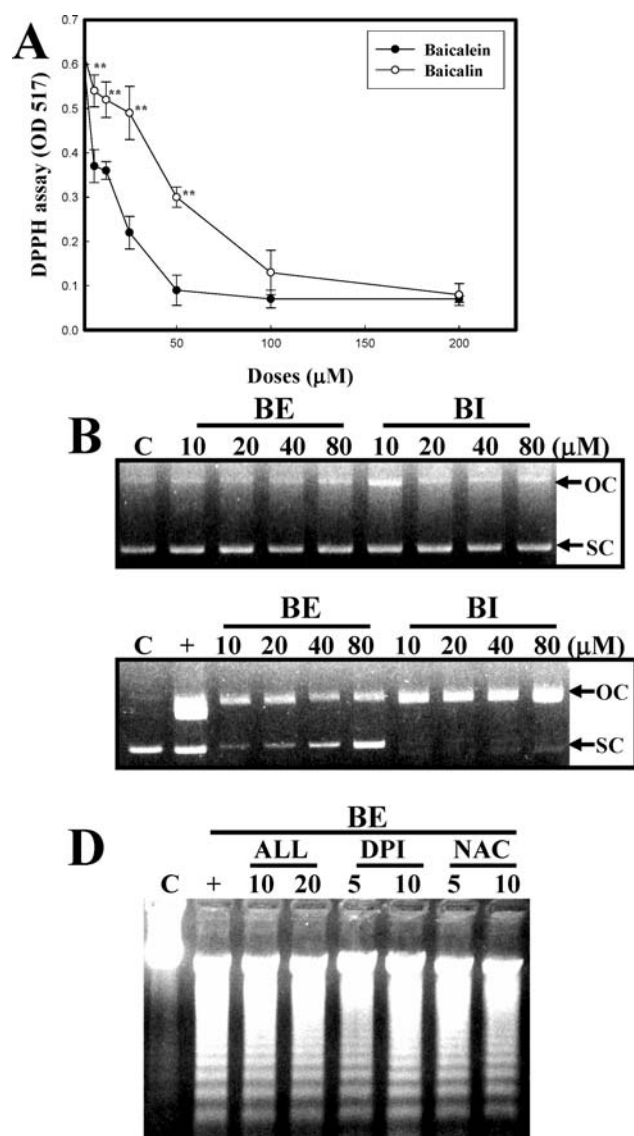 A
0.6
0.5
0.4
0.3
0.2
0.1
0.0
DPPH assay (OD 517)
Baicalein
Baicalin
**
**
**
**
50 100 150 200
Doses (μM)
B
BE BI
C 10 20 40 80 10 20 40 80 (μM)
OC
SC
BE BI
C + 10 20 40 80 10 20 40 80 (μM)
OC
SC
D
BE
ALL DPI NAC
C + 10 20 5 10 5 10